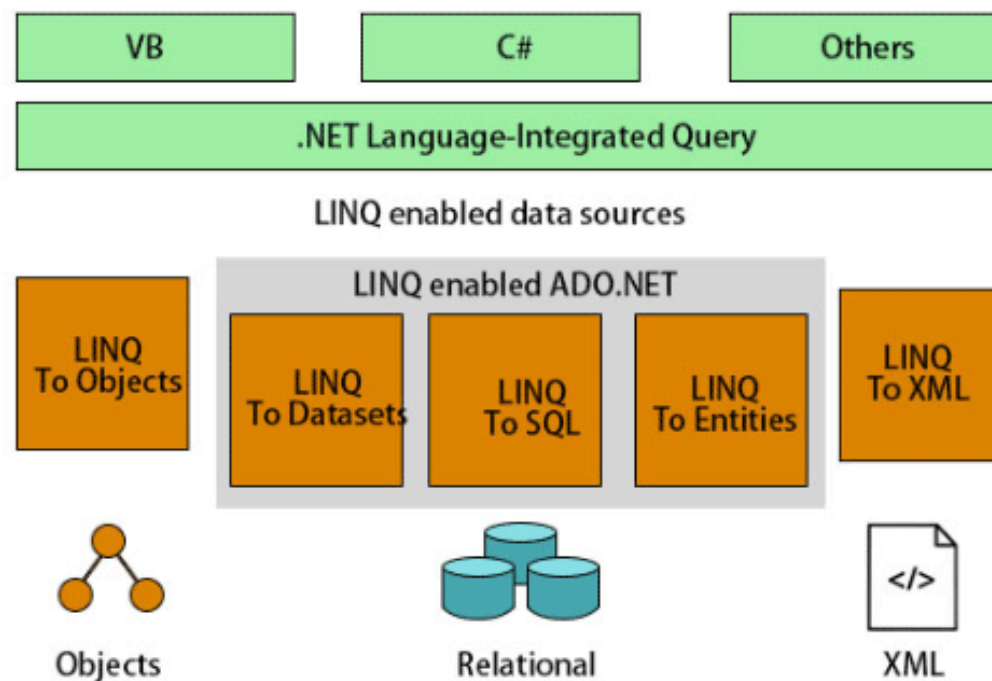 VB
C#
Others
.NET Language-Integrated Query
LINQ enabled data sources
LINQ enabled ADO.NET
LINQ
To Objects
LINQ
To Datasets
LINQ
To SQL
LINQ
To Entities
LINQ
To XML
</>
Objects
Relational
XML